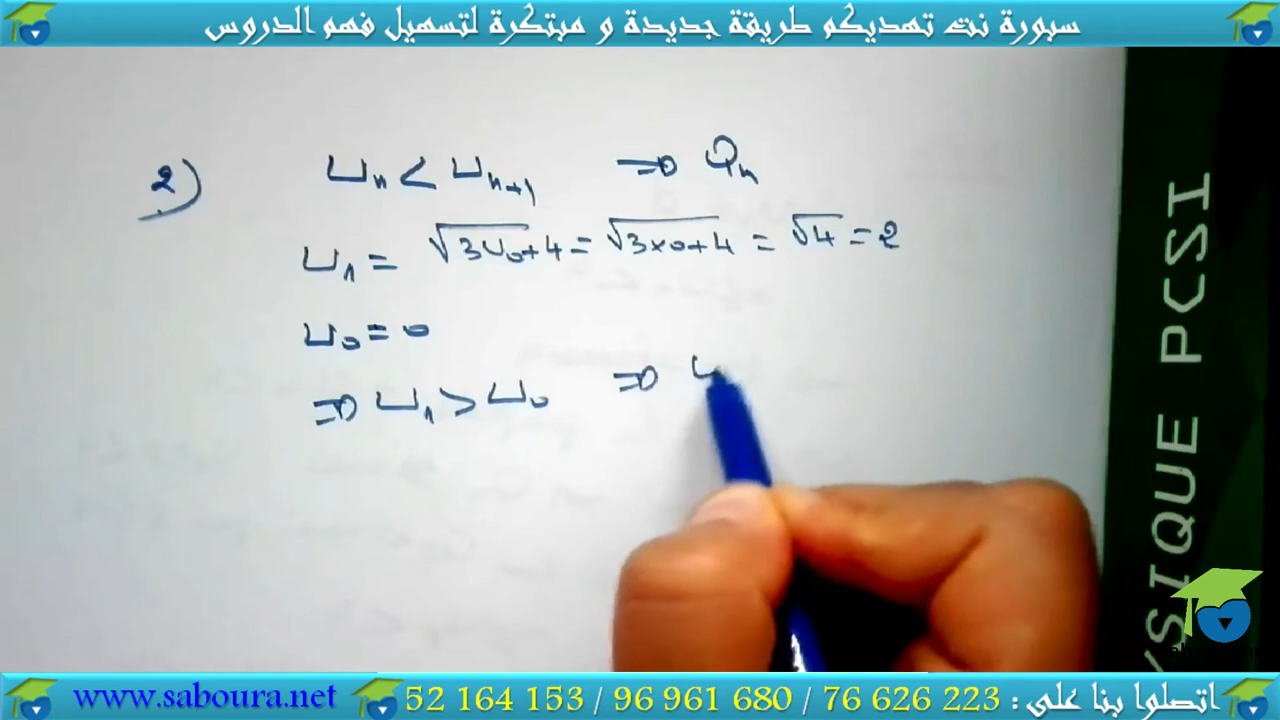 سبورة نت تهديكم طريقة جديدة و مبتكرة لتسهيل فهم الدروس
2) Un < Un+1 ⇒ Qn
U1 = √(3U0+4) = √(3×0+4) = √4 = 2
U0 = 0
⇒ U1 > U0 ⇒
YSIQUE PCSI
www.saboura.net 52 164 153 / 96 961 680 / 76 626 223 : اتصلوا بنا على